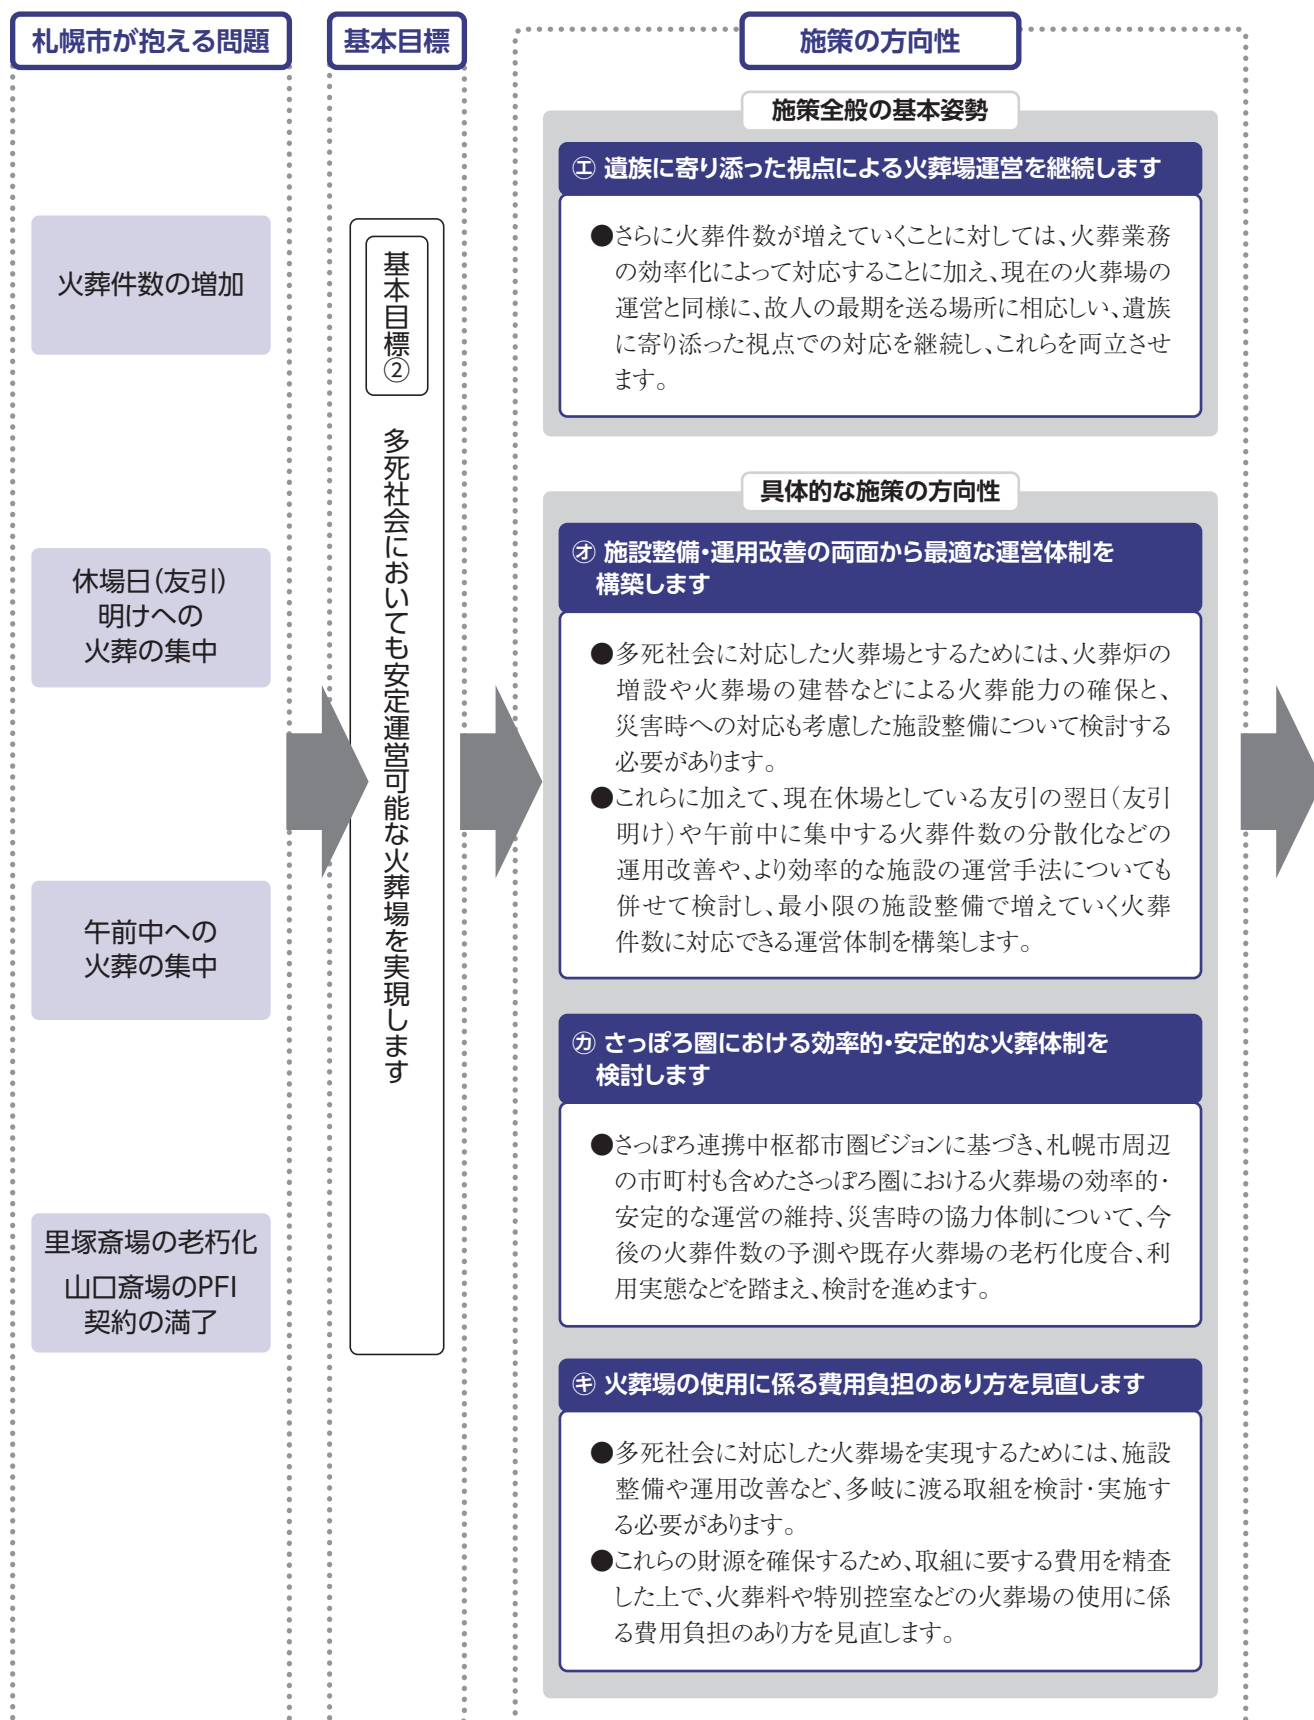 札幌市が抱える問題
基本目標
施策の方向性
火葬件数の増加
休場日（友引）
明けへの
火葬の集中
午前中への
火葬の集中
里塚斎場の老朽化
山口斎場のPFI
契約の満了
基本目標②
多死社会においても安定運営可能な火葬場を実現します
施策全般の基本姿勢
㋓ 遺族に寄り添った視点による火葬場運営を継続します
●さらに火葬件数が増えていくことに対しては、火葬業務
の効率化によって対応することに加え、現在の火葬場の
運営と同様に、故人の最期を送る場所に相応しい、遺族
に寄り添った視点での対応を継続し、これらを両立させ
ます。
具体的な施策の方向性
㋔ 施設整備・運用改善の両面から最適な運営体制を
構築します
●多死社会に対応した火葬場とするためには、火葬炉の
増設や火葬場の建替などによる火葬能力の確保と、
災害時への対応も考慮した施設整備について検討する
必要があります。
●これらに加えて、現在休場としている友引の翌日（友引
明け）や午前中に集中する火葬件数の分散化などの
運用改善や、より効率的な施設の運営手法についても
併せて検討し、最小限の施設整備で増えていく火葬
件数に対応できる運営体制を構築します。
㋕ さっぽろ圏における効率的・安定的な火葬体制を
検討します
●さっぽろ連携中枢都市圏ビジョンに基づき、札幌市周辺
の市町村も含めたさっぽろ圏における火葬場の効率的・
安定的な運営の維持、災害時の協力体制について、今
後の火葬件数の予測や既存火葬場の老朽化度合、利
用実態などを踏まえ、検討を進めます。
㋖ 火葬場の使用に係る費用負担のあり方を見直します
●多死社会に対応した火葬場を実現するためには、施設
整備や運用改善など、多岐に渡る取組を検討・実施す
る必要があります。
●これらの財源を確保するため、取組に要する費用を精査
した上で、火葬料や特別控室などの火葬場の使用に係
る費用負担のあり方を見直します。